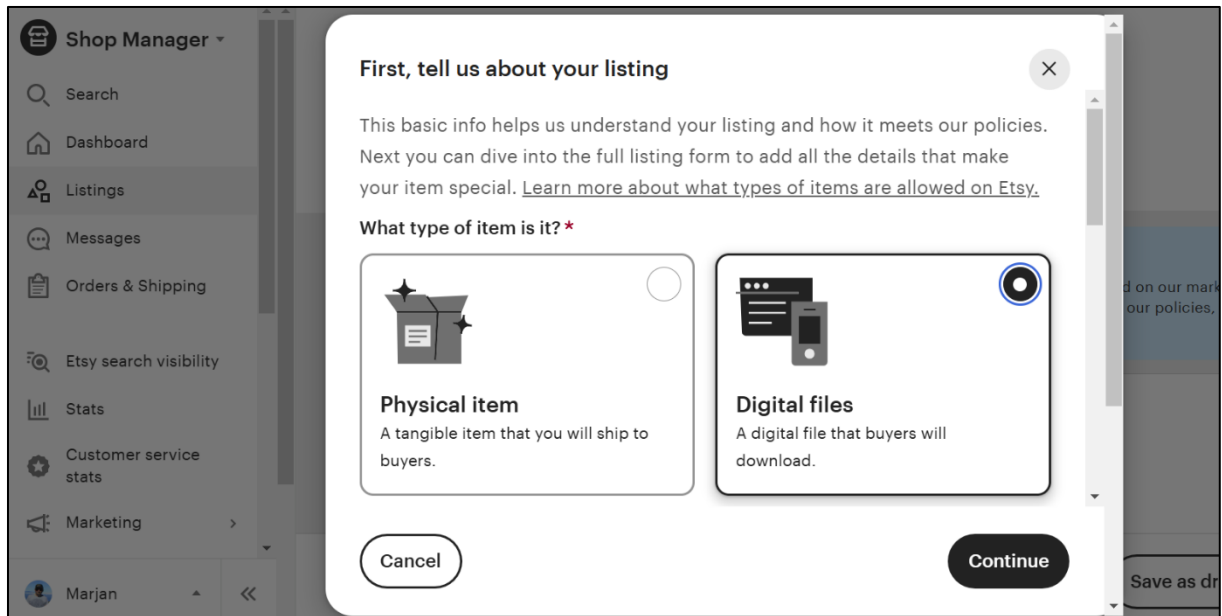 Shop Manager
Search
Dashboard
Listings
Messages
Orders & Shipping
Etsy search visibility
Stats
Customer service
stats
Marketing
Marjan
First, tell us about your listing
This basic info helps us understand your listing and how it meets our policies.
Next you can dive into the full listing form to add all the details that make
your item special. Learn more about what types of items are allowed on Etsy.
What type of item is it? *
Physical item
A tangible item that you will ship to
buyers.
Digital files
A digital file that buyers will
download.
Cancel
Continue
d on our mark
our policies,
Save as dr